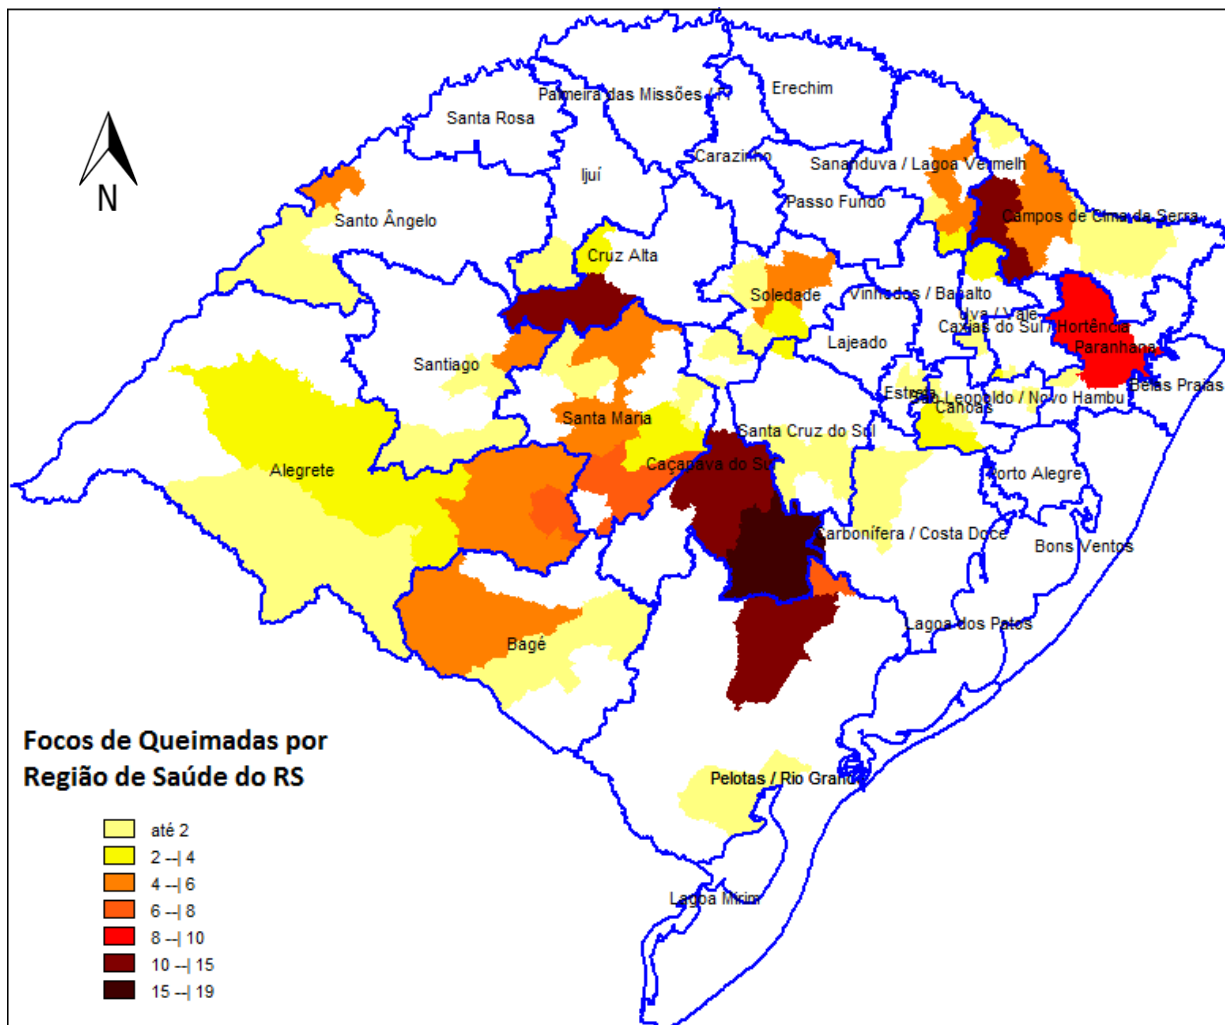 Erechim
Palmeira das Missões /
Santa Rosa
Carazinho
Sananduva / Lagoa Vermelh
Ijuí
Passo Fundo
N
Santo Ângelo
Campos de Cima da Serra
Cruz Alta
Soledade
Vinhedos / Basalto
Uva / Vale
Caxias do Sul / Hortência
Lajeado
Paranhana
Santiago
Belas Praias
Estrela
Leopoldo / Novo Hambu
Canoas
Santa Maria
Santa Cruz do Sul
Caçapava do Sul
Alegrete
Porto Alegre
Carbonífera / Costa Doce
Bons Ventos
Lagoa dos Patos
Bagé
Focos de Queimadas por
Região de Saúde do RS
Pelotas / Rio Grande
até 2
2 --| 4
4 --| 6
6 --| 8
8 --| 10
10 --| 15
15 --| 19
Lagoa Mirim